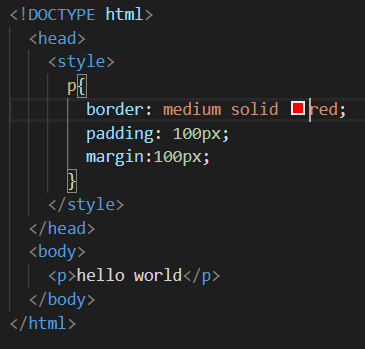 <!DOCTYPE html>
<head>
<style>
p{
border: medium solid red;
padding: 100px;
margin:100px;
}
</style>
</head>
<body>
<p>hello world</p>
</body>
</html>